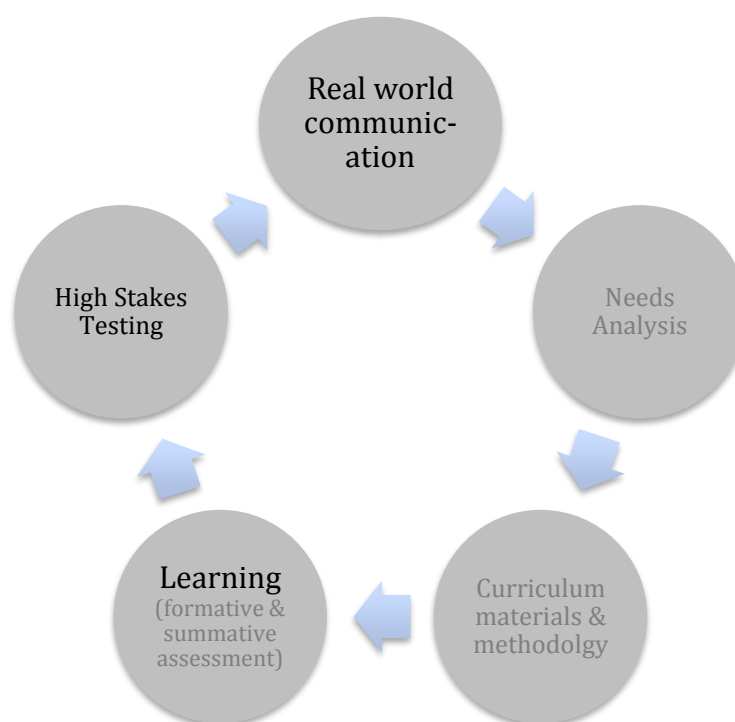 Real world
communic-
ation
Needs
Analysis
Curriculum
materials &
methodolgy
Learning
(formative &
summative
assessment)
High Stakes
Testing